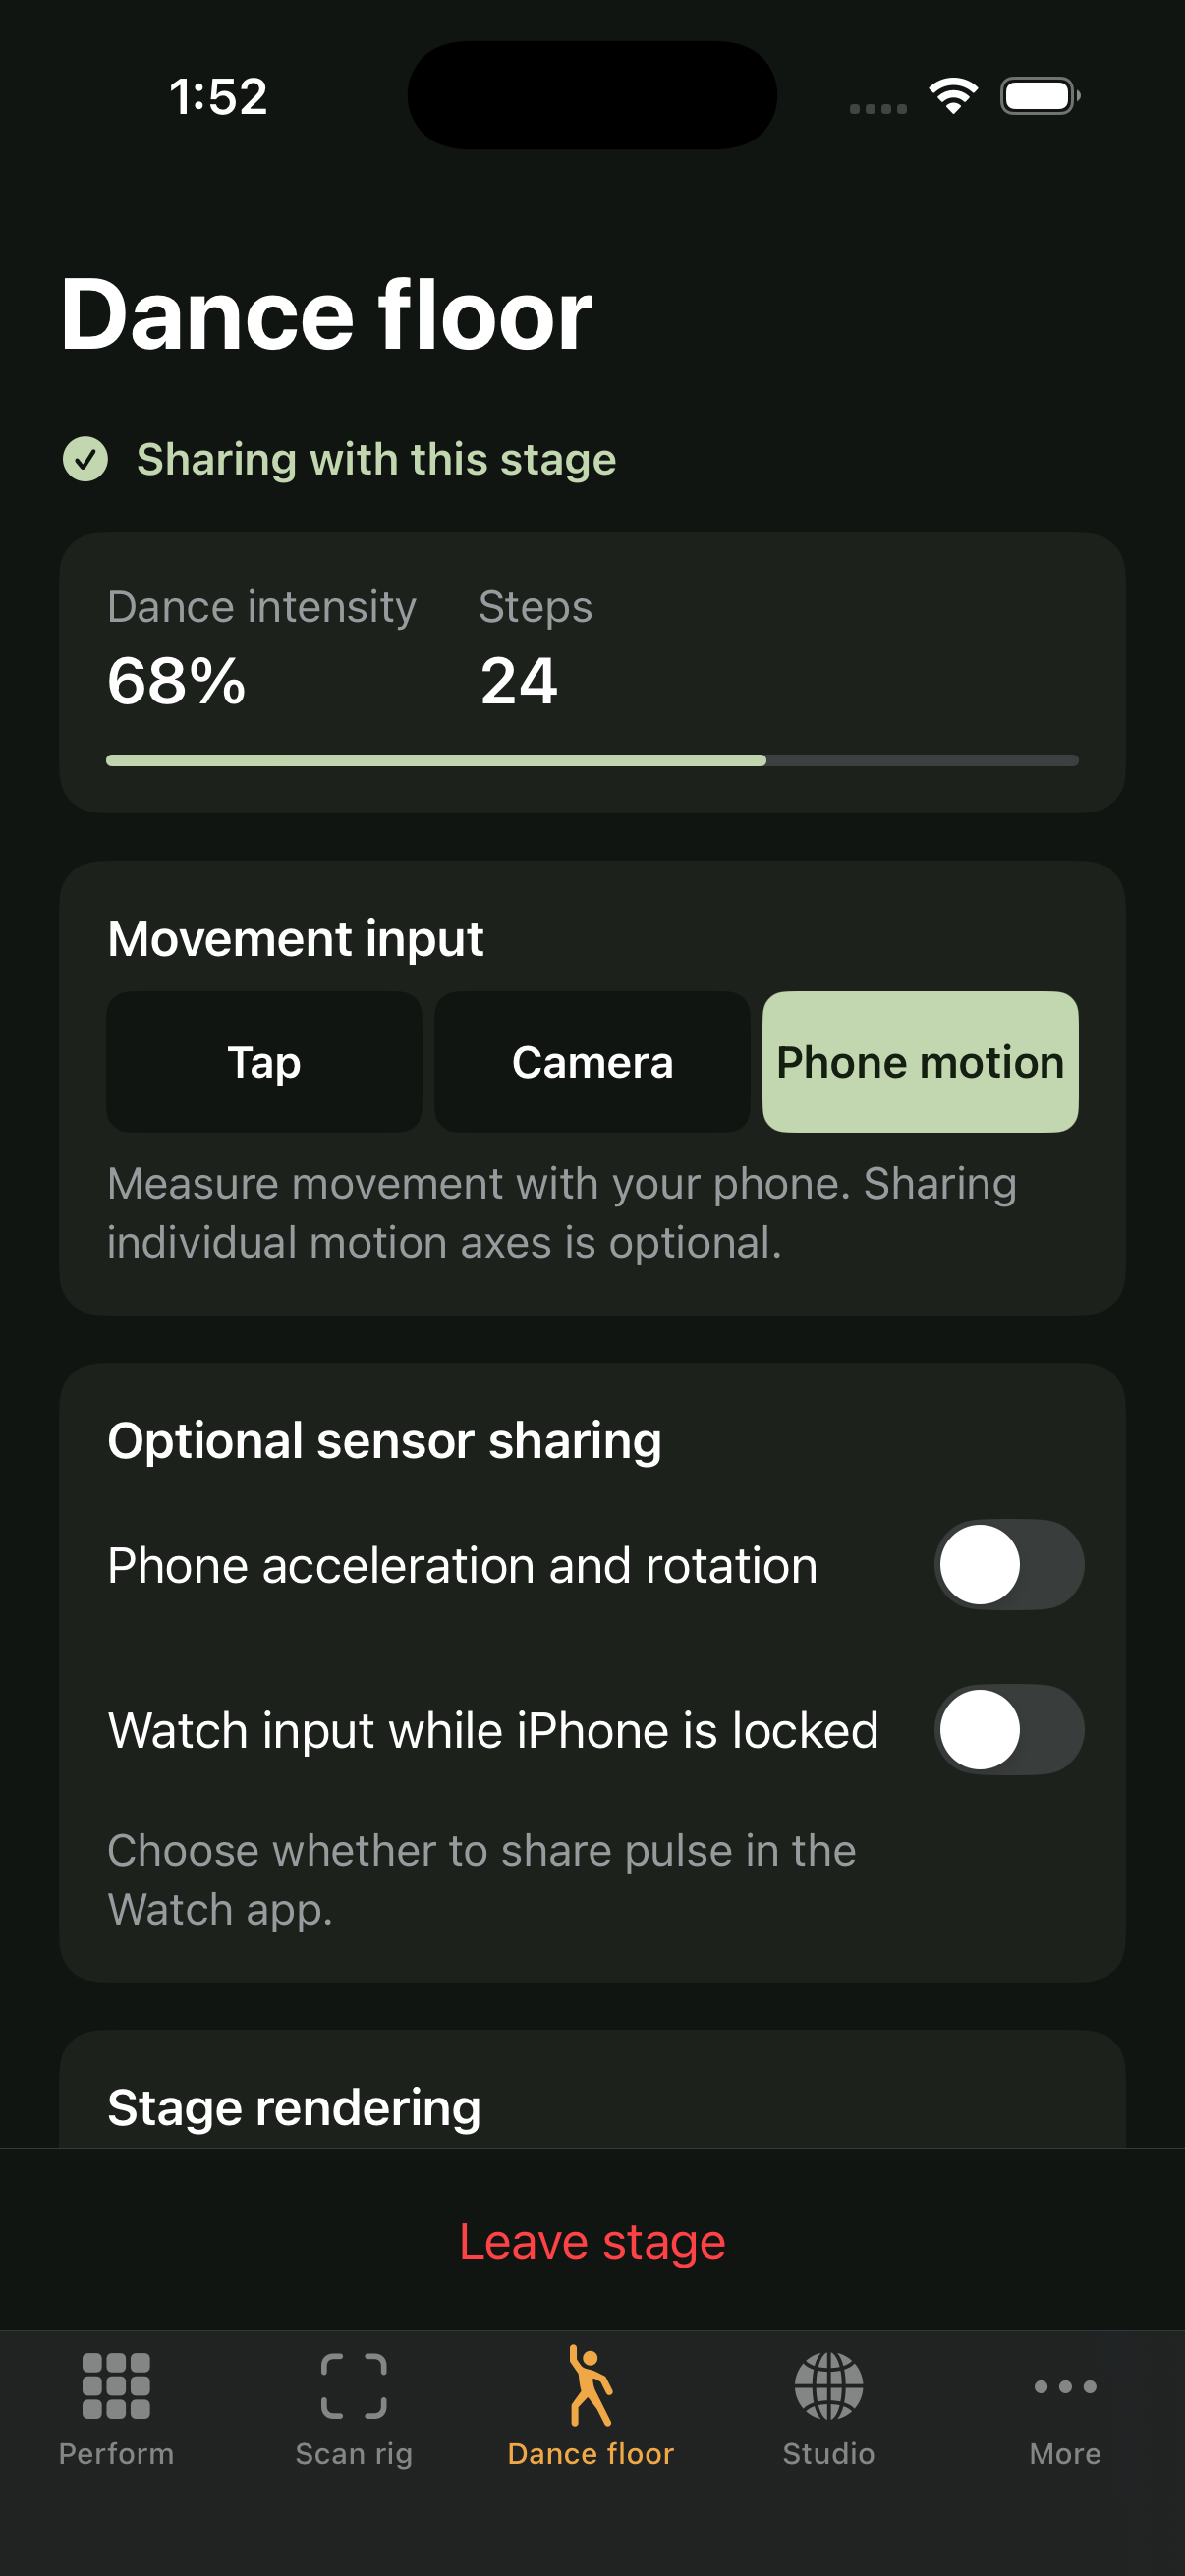 1:52
Dance floor
Sharing with this stage
Dance intensity
Steps
68%
24
Movement input
Tap
Camera
Phone motion
Measure movement with your phone. Sharing
individual motion axes is optional.
Optional sensor sharing
Phone acceleration and rotation
Watch input while iPhone is locked
Choose whether to share pulse in the
Watch app.
Stage rendering
Leave stage
Perform
Scan rig
Dance floor
Studio
More